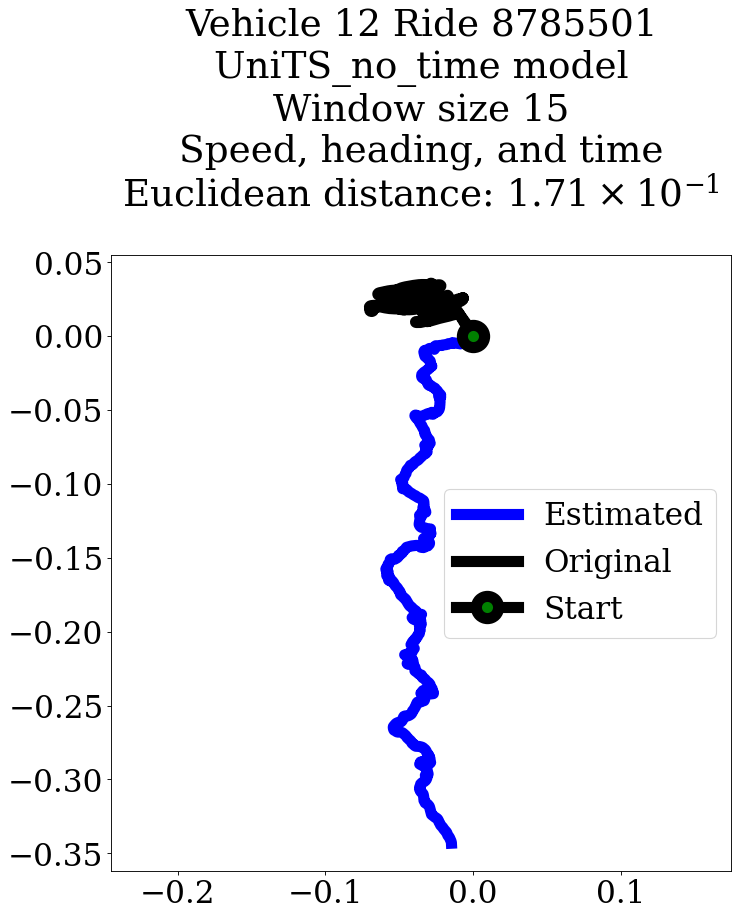 Vehicle 12 Ride 8785501
UniTS_no_time model
Window size 15
Speed, heading, and time
Euclidean distance: 1.71 × 10⁻¹
0.05
0.00
−0.05
−0.10
−0.15
−0.20
−0.25
−0.30
−0.35
Estimated
Original
Start
−0.2 −0.1 0.0 0.1